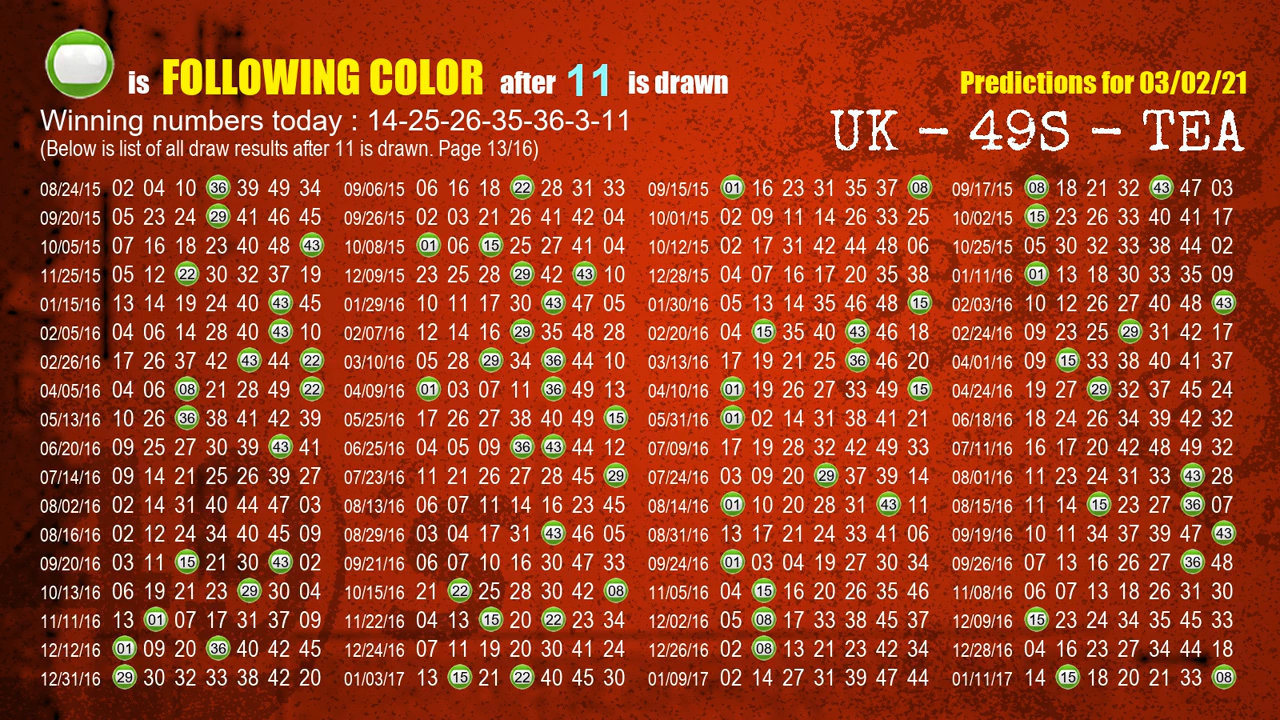 is FOLLOWING COLOR after 11 is drawn
Predictions for 03/02/21
Winning numbers today : 14-25-26-35-36-3-11
UK - 49S - TEA
(Below is list of all draw results after 11 is drawn. Page 13/16)
08/24/15 02 04 10 36 39 49 34 09/06/15 06 16 18 22 28 31 33 09/15/15 01 16 23 31 35 37 08 09/17/15 08 18 21 32 43 47 03
09/20/15 05 23 24 29 41 46 45 09/26/15 02 03 21 26 41 42 04 10/01/15 02 09 11 14 26 33 25 10/02/15 15 23 26 33 40 41 17
10/05/15 07 16 18 23 40 48 43 10/08/15 01 06 15 25 27 41 04 10/12/15 02 17 31 42 44 48 06 10/25/15 05 30 32 33 38 44 02
11/25/15 05 12 22 30 32 37 19 12/09/15 23 25 28 29 42 43 10 12/28/15 04 07 16 17 20 35 38 01/11/16 01 13 18 30 33 35 09
01/15/16 13 14 19 24 40 43 45 01/29/16 10 11 17 30 43 47 05 01/30/16 05 13 14 35 46 48 15 02/03/16 10 12 26 27 40 48 43
02/05/16 04 06 14 28 40 43 10 02/07/16 12 14 16 29 35 48 28 02/20/16 04 15 35 40 43 46 18 02/24/16 09 23 25 29 31 42 17
02/26/16 17 26 37 42 43 44 22 03/10/16 05 28 29 34 36 44 10 03/13/16 17 19 21 25 36 46 20 04/01/16 09 15 33 38 40 41 37
04/05/16 04 06 08 21 28 49 22 04/09/16 01 03 07 11 36 49 13 04/10/16 01 19 26 27 33 49 15 04/24/16 19 27 29 32 37 45 24
05/13/16 10 26 36 38 41 42 39 05/25/16 17 26 27 38 40 49 15 05/31/16 01 02 14 31 38 41 21 06/18/16 18 24 26 34 39 42 32
06/20/16 09 25 27 30 39 43 41 06/25/16 04 05 09 36 43 44 12 07/09/16 17 19 28 32 42 49 33 07/11/16 16 17 20 42 48 49 32
07/14/16 09 14 21 25 26 39 27 07/23/16 11 21 26 27 28 45 29 07/24/16 03 09 20 29 37 39 14 08/01/16 11 23 24 31 33 43 28
08/02/16 02 14 31 40 44 47 03 08/13/16 06 07 11 14 16 23 45 08/14/16 01 10 20 28 31 43 11 08/15/16 11 14 15 23 27 36 07
08/16/16 02 12 24 34 40 45 09 08/29/16 03 04 17 31 43 46 05 08/31/16 13 17 21 24 33 41 06 09/19/16 10 11 34 37 39 47 43
09/20/16 03 11 15 21 30 43 02 09/21/16 06 07 10 16 30 47 33 09/24/16 01 03 04 19 27 30 34 09/26/16 07 13 16 26 27 36 48
10/13/16 06 19 21 23 29 30 04 10/15/16 21 22 25 28 30 42 08 11/05/16 04 15 16 20 26 35 46 11/08/16 06 07 13 18 26 31 30
11/11/16 13 01 07 17 31 37 09 11/22/16 04 13 15 20 22 23 34 12/02/16 05 08 17 33 38 45 37 12/09/16 15 23 24 34 35 45 33
12/12/16 01 09 20 36 40 42 45 12/24/16 07 11 19 20 30 41 24 12/26/16 02 08 13 21 23 42 34 12/28/16 04 16 23 27 34 44 18
12/31/16 29 30 32 33 38 42 20 01/03/17 13 15 21 22 40 45 30 01/09/17 02 14 27 31 39 47 44 01/11/17 14 15 18 20 21 33 08